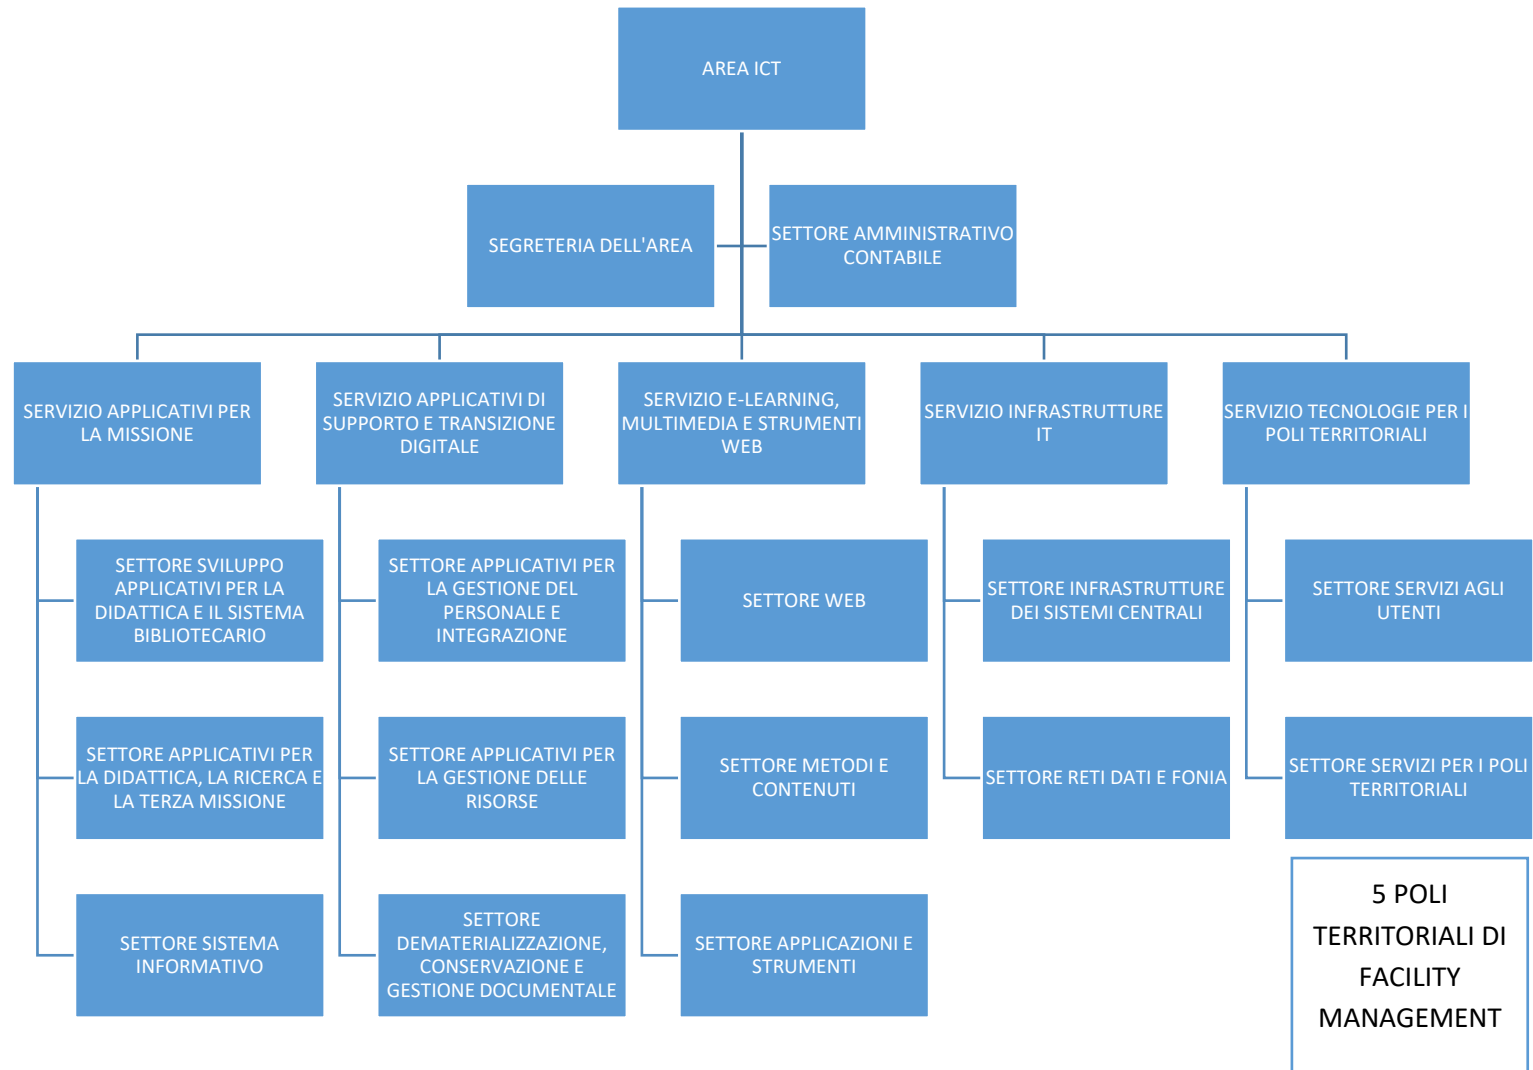 AREA ICT
SEGRETERIA DELL'AREA
SETTORE AMMINISTRATIVO
CONTABILE
SERVIZIO APPLICATIVI PER
LA MISSIONE
SERVIZIO APPLICATIVI DI
SUPPORTO E TRANSIZIONE
DIGITALE
SERVIZIO E-LEARNING,
MULTIMEDIA E STRUMENTI
WEB
SERVIZIO INFRASTRUTTURE
IT
SERVIZIO TECNOLOGIE PER I
POLI TERRITORIALI
SETTORE SVILUPPO
APPLICATIVI PER LA
DIDATTICA E IL SISTEMA
BIBLIOTECARIO
SETTORE APPLICATIVI PER
LA GESTIONE DEL
PERSONALE E
INTEGRAZIONE
SETTORE WEB
SETTORE INFRASTRUTTURE
DEI SISTEMI CENTRALI
SETTORE SERVIZI AGLI
UTENTI
SETTORE APPLICATIVI PER
LA DIDATTICA, LA RICERCA E
LA TERZA MISSIONE
SETTORE APPLICATIVI PER
LA GESTIONE DELLE
RISORSE
SETTORE METODI E
CONTENUTI
SETTORE RETI DATI E FONIA
SETTORE SERVIZI PER I POLI
TERRITORIALI
SETTORE SISTEMA
INFORMATIVO
SETTORE
DEMATERIALIZZAZIONE,
CONSERVAZIONE E
GESTIONE DOCUMENTALE
SETTORE APPLICAZIONI E
STRUMENTI
5 POLI
TERRITORIALI DI
FACILITY
MANAGEMENT